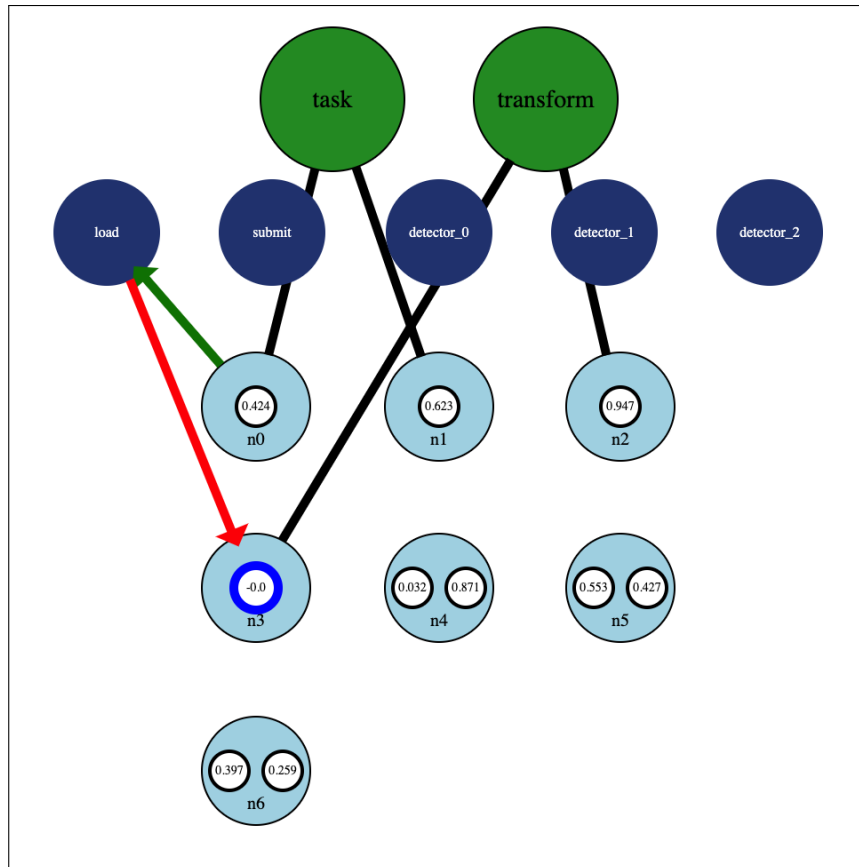 task
transform
load
submit
detector_0
detector_1
detector_2
0.424
n0
0.623
n1
0.947
n2
-0.0
n3
0.032
0.871
n4
0.553
0.427
n5
0.397
0.259
n6